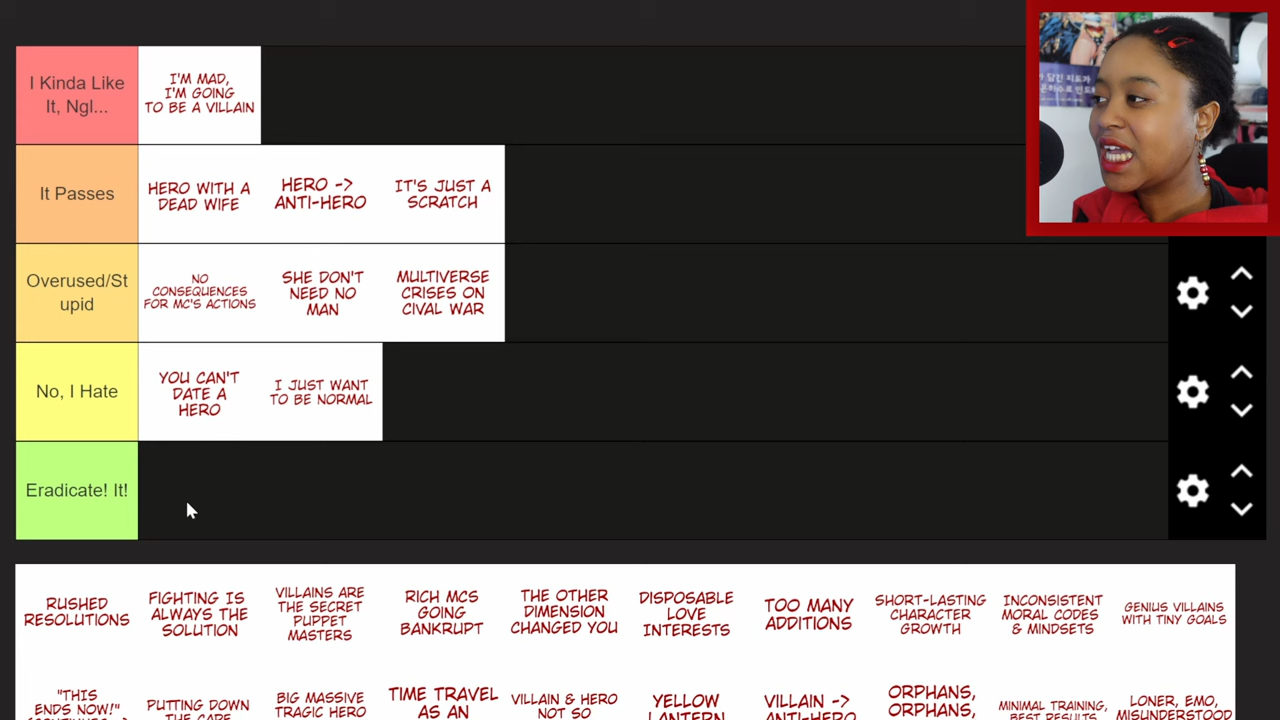 I Kinda Like
It, Ngl...
I'M MAD,
I'M GOING
TO BE A VILLAIN
It Passes
HERO WITH A
DEAD WIFE
HERO ->
ANTI-HERO
IT'S JUST A
SCRATCH
Overused/St
upid
NO
CONSEQUENCES
FOR MC'S ACTIONS
SHE DON'T
NEED NO
MAN
MULTIVERSE
CRISES ON
CIVAL WAR
No, I Hate
YOU CAN'T
DATE A
HERO
I JUST WANT
TO BE NORMAL
Eradicate! It!
RUSHED
RESOLUTIONS
FIGHTING IS
ALWAYS THE
SOLUTION
VILLAINS ARE
THE SECRET
PUPPET
MASTERS
RICH MCS
GOING
BANKRUPT
THE OTHER
DIMENSION
CHANGED YOU
DISPOSABLE
LOVE
INTERESTS
TOO MANY
ADDITIONS
SHORT-LASTING
CHARACTER
GROWTH
INCONSISTENT
MORAL CODES
& MINDSETS
GENIUS VILLAINS
WITH TINY GOALS
"THIS
ENDS NOW!"
PUTTING DOWN
THE CAPE
BIG MASSIVE
TRAGIC HERO
TIME TRAVEL
AS AN
VILLAIN & HERO
NOT SO
YELLOW
LANTERN
VILLAIN ->
ANTI-HERO
ORPHANS,
ORPHANS,
MINIMAL TRAINING,
BEST RESULTS
LONER, EMO,
MISUNDERSTOOD